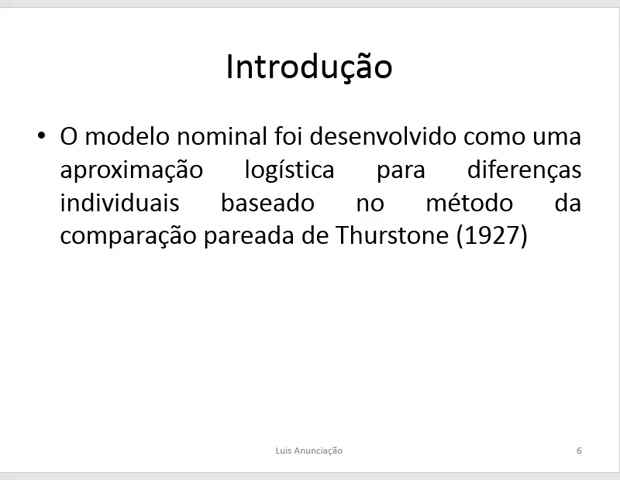 Introdução
• O modelo nominal foi desenvolvido como uma
aproximação logística para diferenças
individuais baseado no método da
comparação pareada de Thurstone (1927)
Luis Anunciação
6